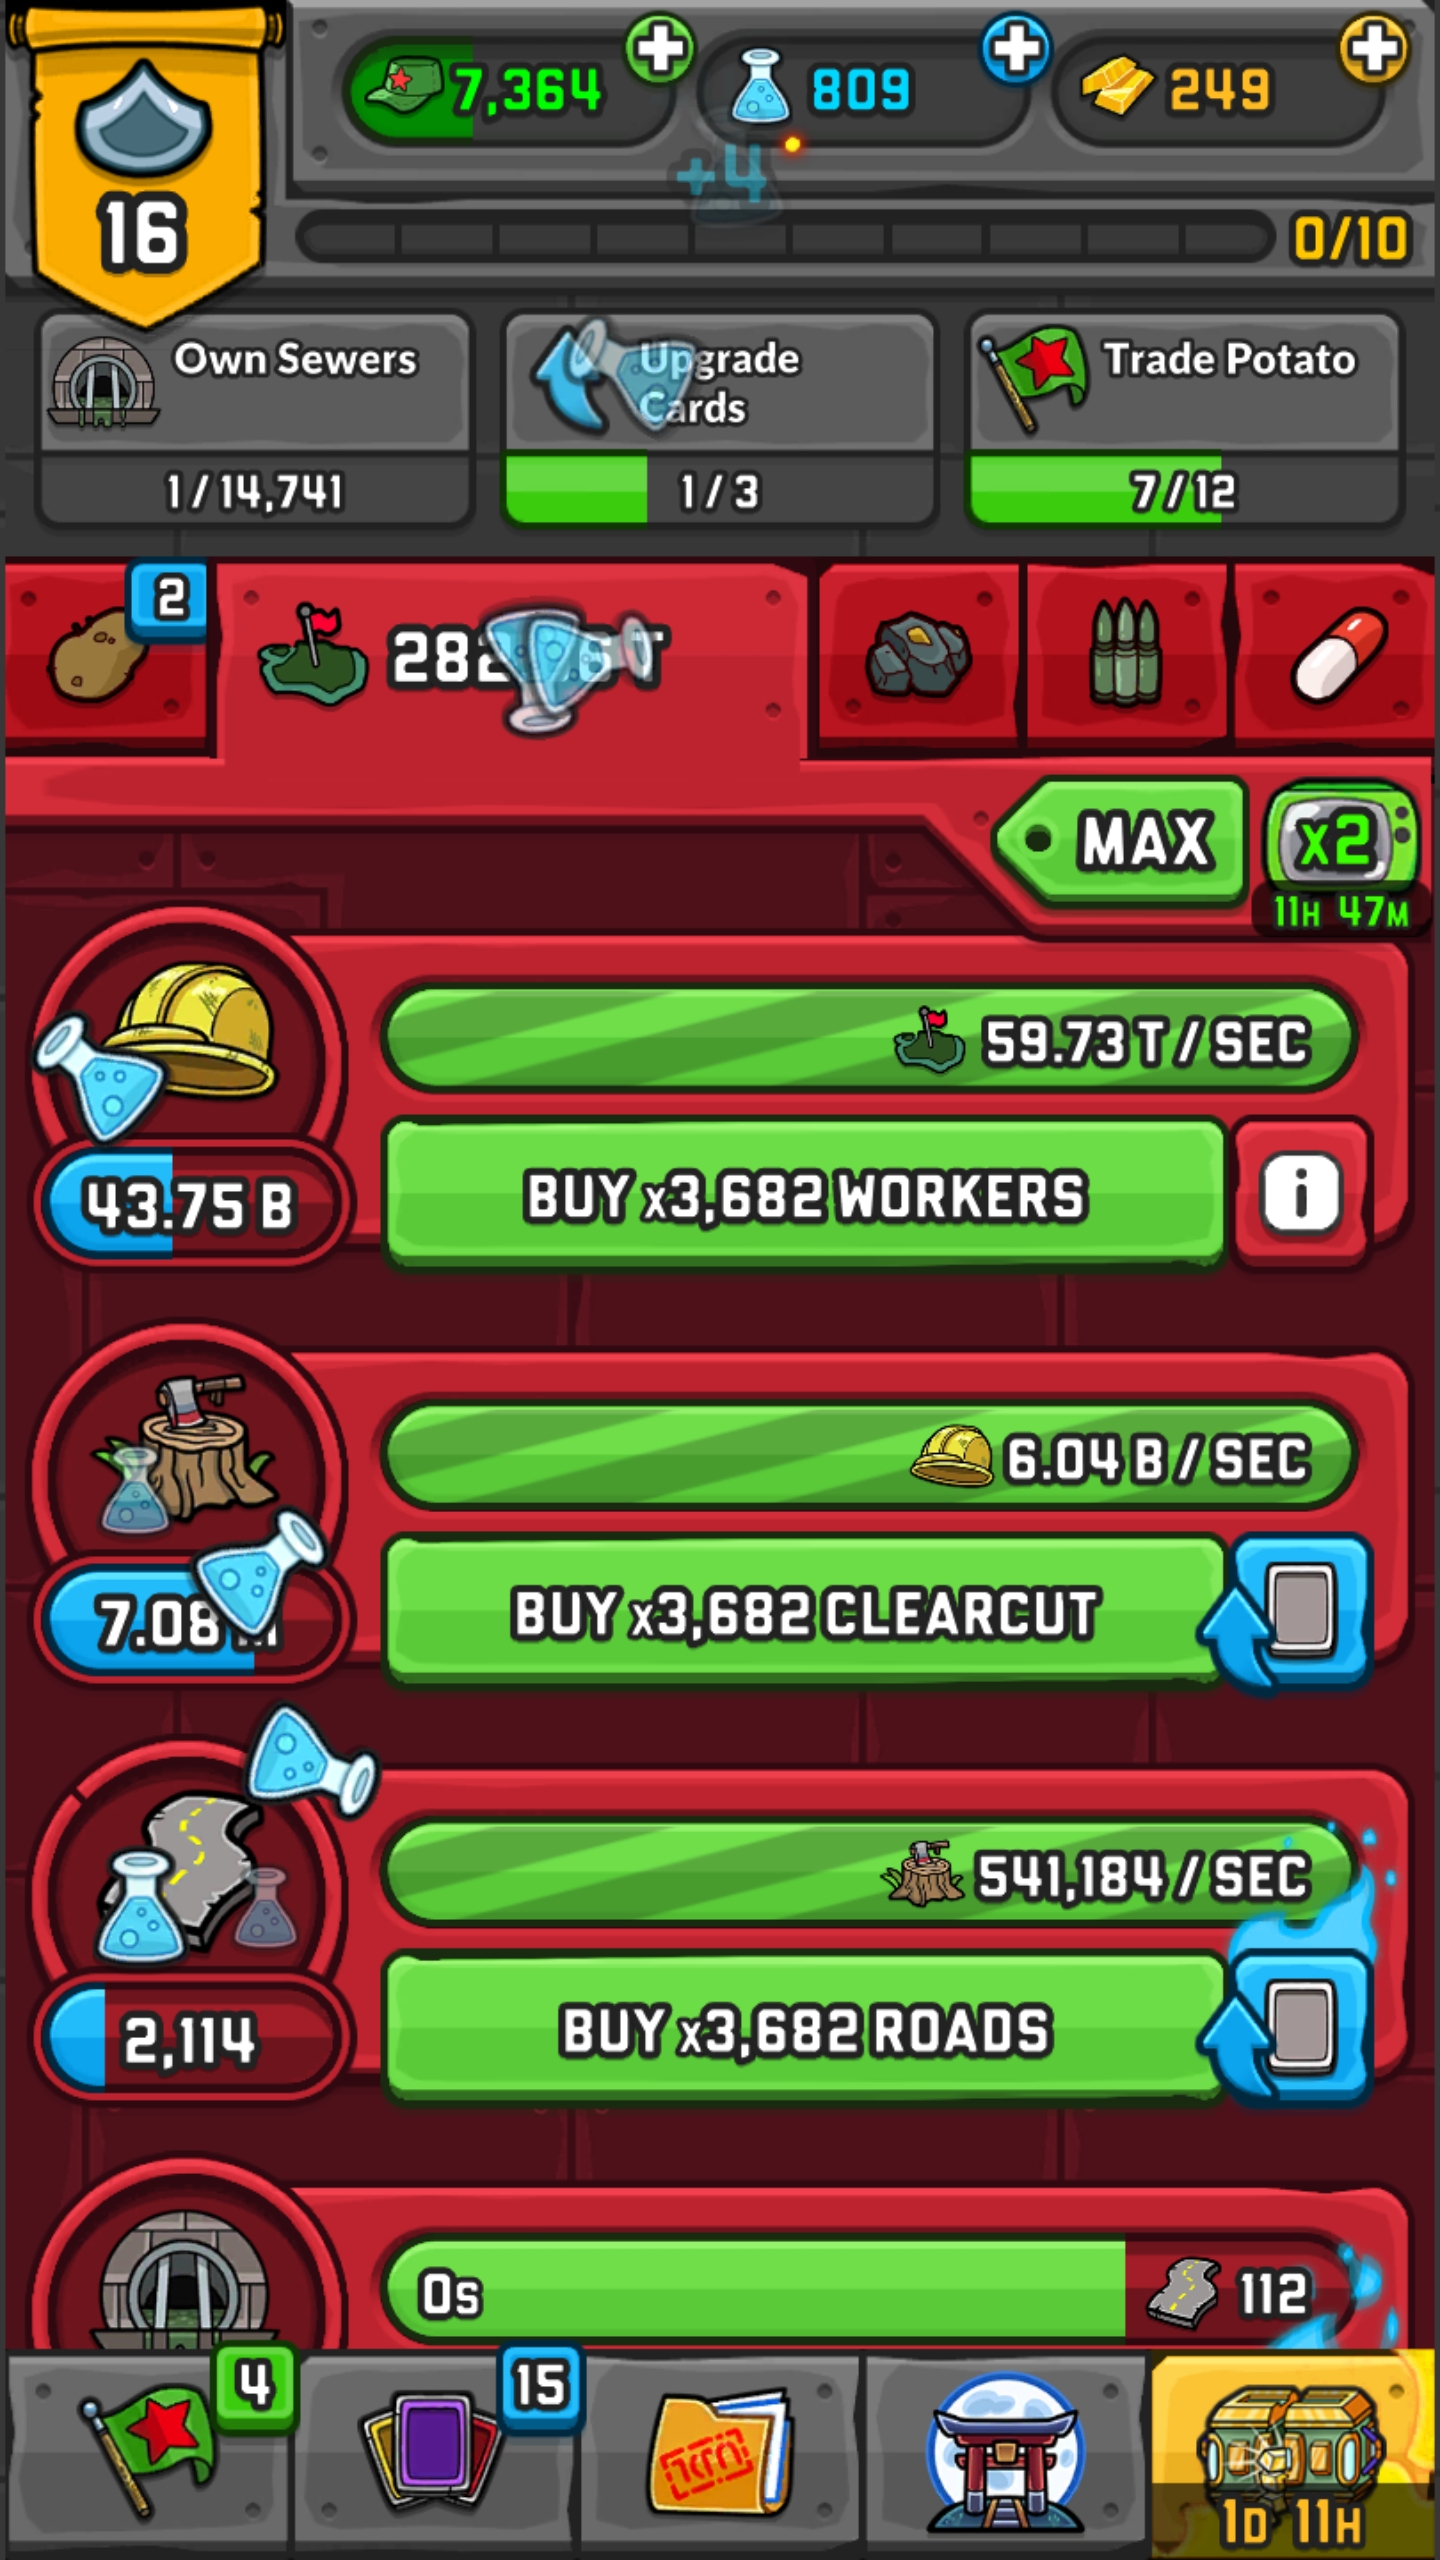 7,364
809
249
+4
16
0/10
Own Sewers
1/14,741
Upgrade
Cards
1/3
Trade Potato
7/12
2
MAX
x2
11H 47M
59.73 T / SEC
43.75 B
BUY x3,682 WORKERS
i
6.04 B / SEC
7.08
BUY x3,682 CLEARCUT
541,184 / SEC
2,114
BUY x3,682 ROADS
0s
112
4
15
1D 11H